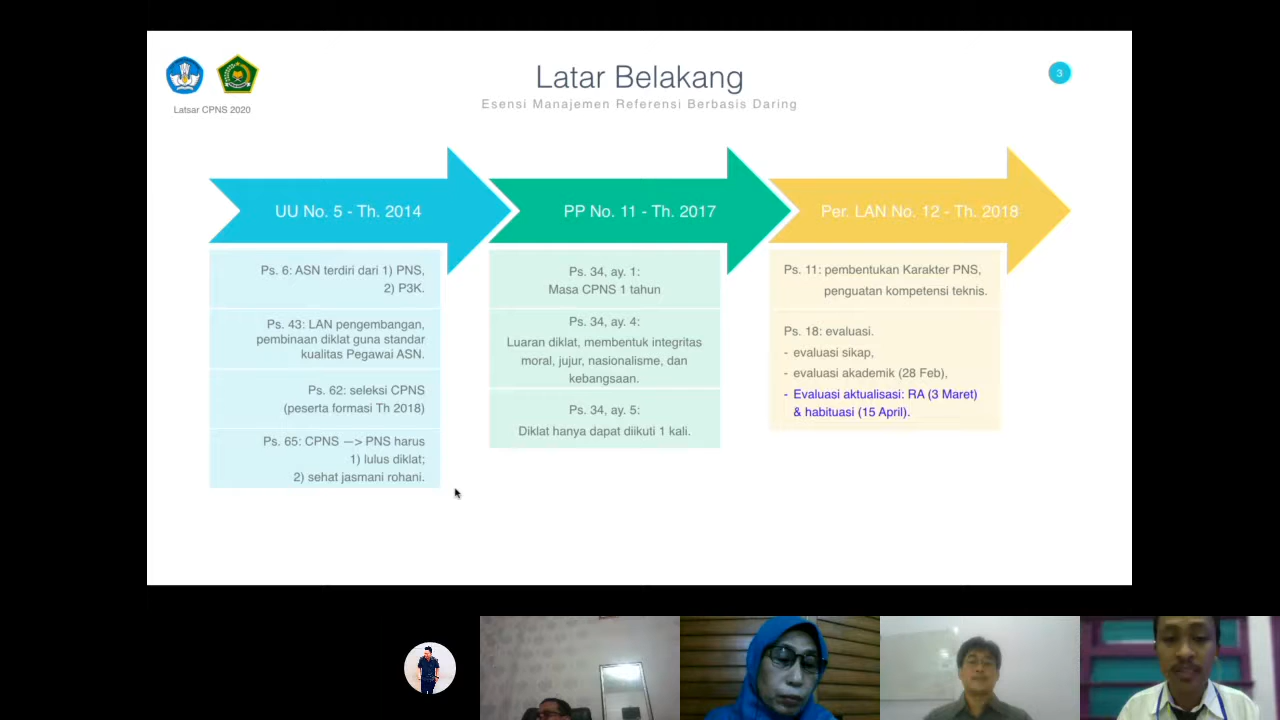 Latsar CPNS 2020
Latar Belakang
Esensi Manajemen Referensi Berbasis Daring
3
UU No. 5 - Th. 2014
Ps. 6: ASN terdiri dari 1) PNS,
2) P3K.
Ps. 43: LAN pengembangan,
pembinaan diklat guna standar
kualitas Pegawai ASN.
Ps. 62: seleksi CPNS
(peserta formasi Th 2018)
Ps. 65: CPNS —> PNS harus
1) lulus diklat;
2) sehat jasmani rohani.
PP No. 11 - Th. 2017
Ps. 34, ay. 1:
Masa CPNS 1 tahun
Ps. 34, ay. 4:
Luaran diklat, membentuk integritas
moral, jujur, nasionalisme, dan
kebangsaan.
Ps. 34, ay. 5:
Diklat hanya dapat diikuti 1 kali.
Per. LAN No. 12 - Th. 2018
Ps. 11: pembentukan Karakter PNS,
penguatan kompetensi teknis.
Ps. 18: evaluasi.
- evaluasi sikap,
- evaluasi akademik (28 Feb),
- Evaluasi aktualisasi: RA (3 Maret)
& habituasi (15 April).